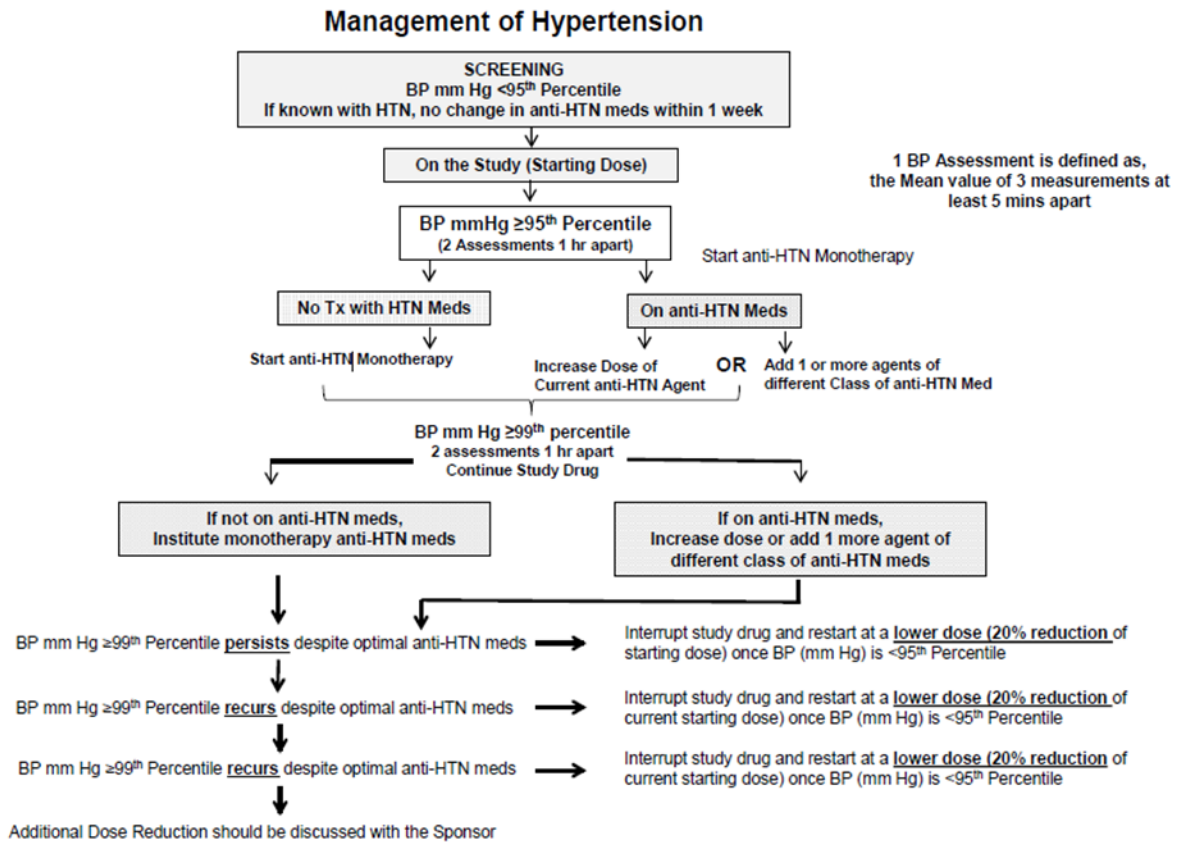 Management of Hypertension
SCREENING
BP mm Hg <95th Percentile
If known with HTN, no change in anti-HTN meds within 1 week
On the Study (Starting Dose)
1 BP Assessment is defined as,
the Mean value of 3 measurements at
least 5 mins apart
BP mmHg ≥95th Percentile
(2 Assessments 1 hr apart)
Start anti-HTN Monotherapy
No Tx with HTN Meds
On anti-HTN Meds
Start anti-HTN Monotherapy
Increase Dose of
Current anti-HTN Agent
OR
Add 1 or more agents of
different Class of anti-HTN Med
BP mm Hg ≥99th percentile
2 assessments 1 hr apart
Continue Study Drug
If not on anti-HTN meds,
Institute monotherapy anti-HTN meds
If on anti-HTN meds,
Increase dose or add 1 more agent of
different class of anti-HTN meds
BP mm Hg ≥99th Percentile persists despite optimal anti-HTN meds
Interrupt study drug and restart at a lower dose (20% reduction of
starting dose) once BP (mm Hg) is <95th Percentile
BP mm Hg ≥99th Percentile recurs despite optimal anti-HTN meds
Interrupt study drug and restart at a lower dose (20% reduction of
current starting dose) once BP (mm Hg) is <95th Percentile
BP mm Hg ≥99th Percentile recurs despite optimal anti-HTN meds
Interrupt study drug and restart at a lower dose (20% reduction of
current starting dose) once BP (mm Hg) is <95th Percentile
Additional Dose Reduction should be discussed with the Sponsor